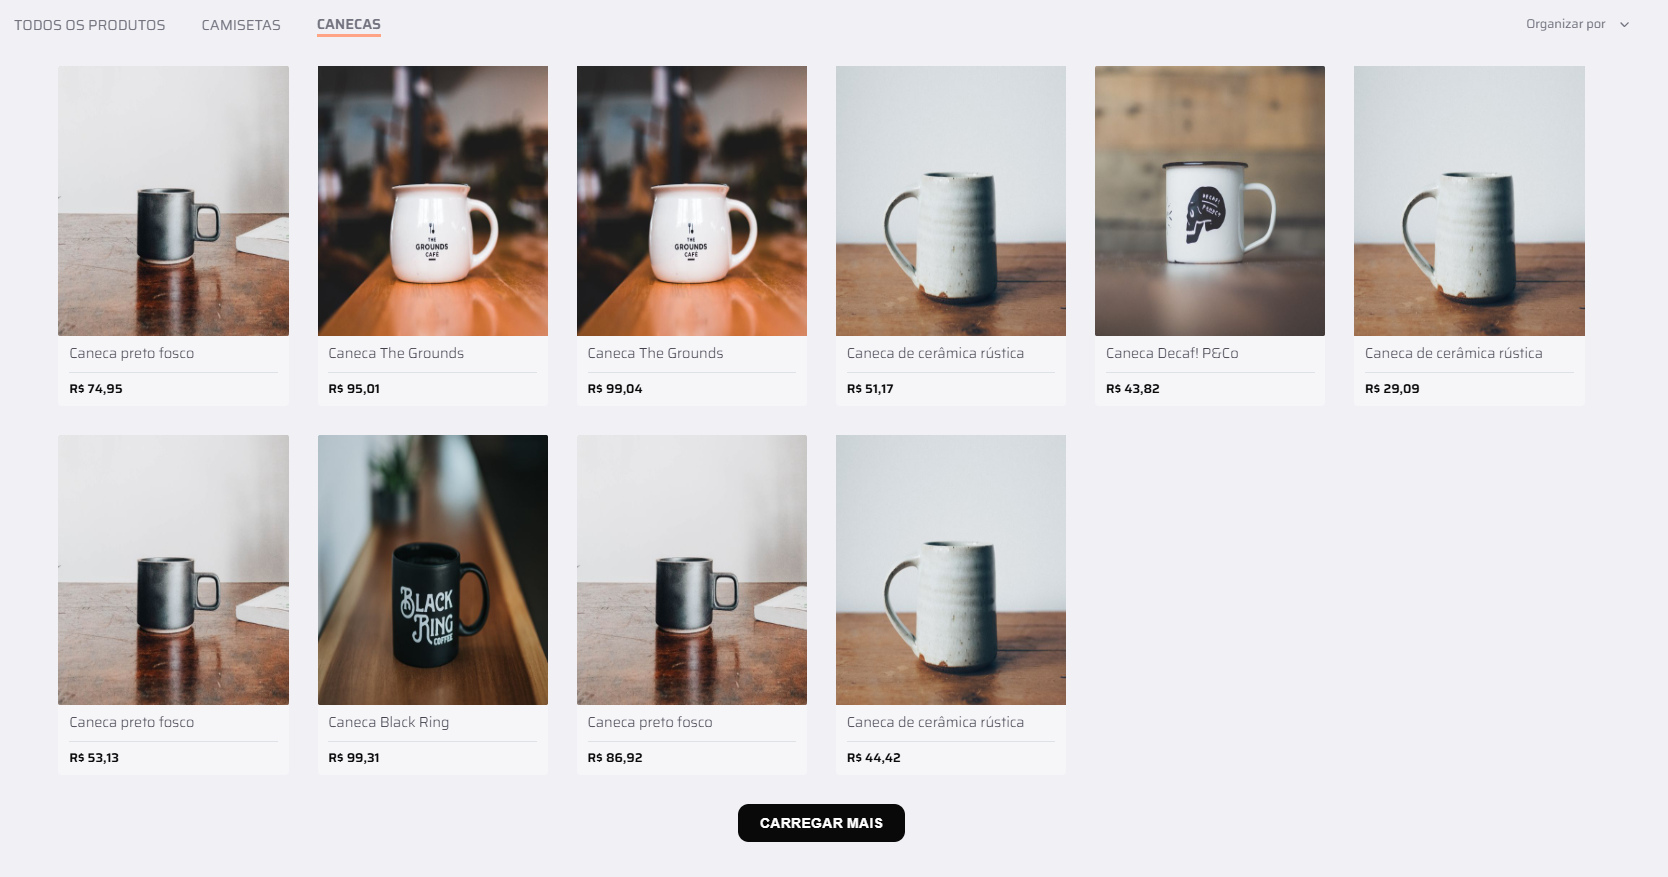 TODOS OS PRODUTOS
CAMISETAS
CANECAS
Organizar por
THE
GROUNDS
CAFE
THE
GROUNDS
CAFE
DECAF!
Caneca preto fosco
Caneca The Grounds
Caneca The Grounds
Caneca de cerâmica rústica
Caneca Decaf! P&Co
Caneca de cerâmica rústica
R$ 74,95
R$ 95,01
R$ 99,04
R$ 51,17
R$ 43,82
R$ 29,09
BLACK
RING
COFFEE
Caneca preto fosco
Caneca Black Ring
Caneca preto fosco
Caneca de cerâmica rústica
R$ 53,13
R$ 99,31
R$ 86,92
R$ 44,42
CARREGAR MAIS